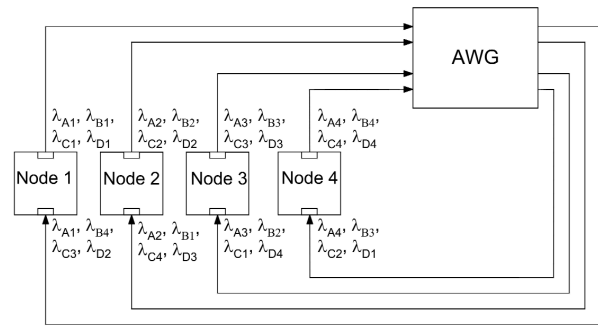 AWG
λA1, λB1,
λC1, λD1
λA2, λB2,
λC2, λD2
λA3, λB3,
λC3, λD3
λA4, λB4,
λC4, λD4
Node 1
Node 2
Node 3
Node 4
λA1, λB4,
λC3, λD2
λA2, λB1,
λC4, λD3
λA3, λB2,
λC1, λD4
λA4, λB3,
λC2, λD1